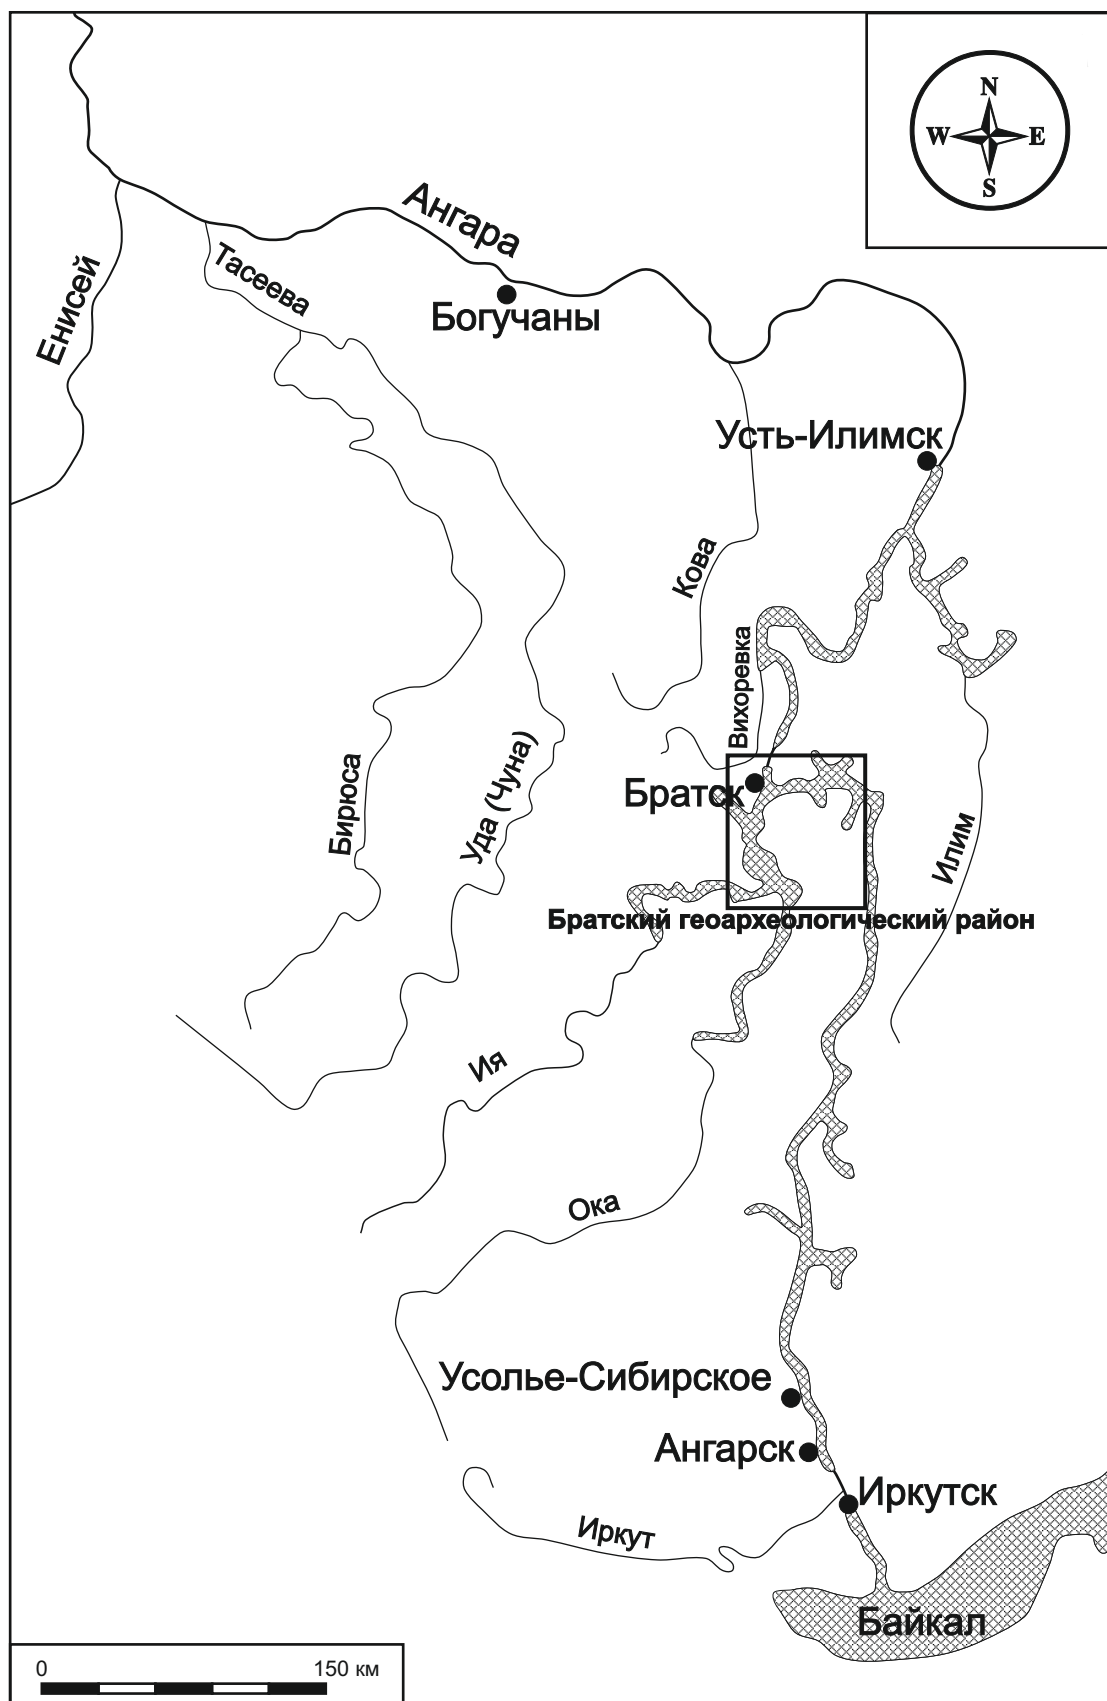 N
W
E
S
Ангара
Тасеева
Енисей
Богучаны
Усть-Илимск
Кова
Вихоревка
Братск
Уда (Чуна)
Бирюса
Илим
Братский геоархеологический район
Ия
Ока
Усолье-Сибирское
Ангарск
Иркутск
Иркут
Байкал
0
150 км